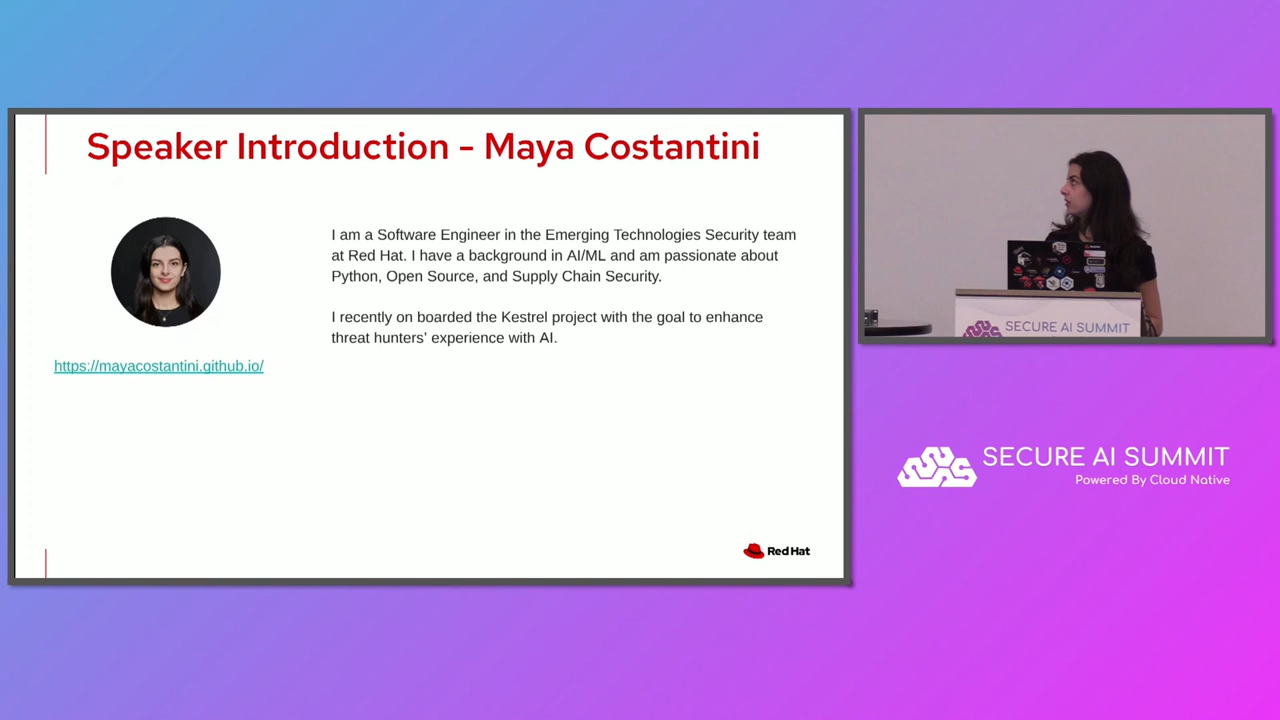 Speaker Introduction - Maya Costantini
I am a Software Engineer in the Emerging Technologies Security team
at Red Hat. I have a background in AI/ML and am passionate about
Python, Open Source, and Supply Chain Security.
I recently on boarded the Kestrel project with the goal to enhance
threat hunters' experience with AI.
https://mayacostantini.github.io/
Red Hat
SECURE AI SUMMIT
SECURE AI SUMMIT
Powered By Cloud Native